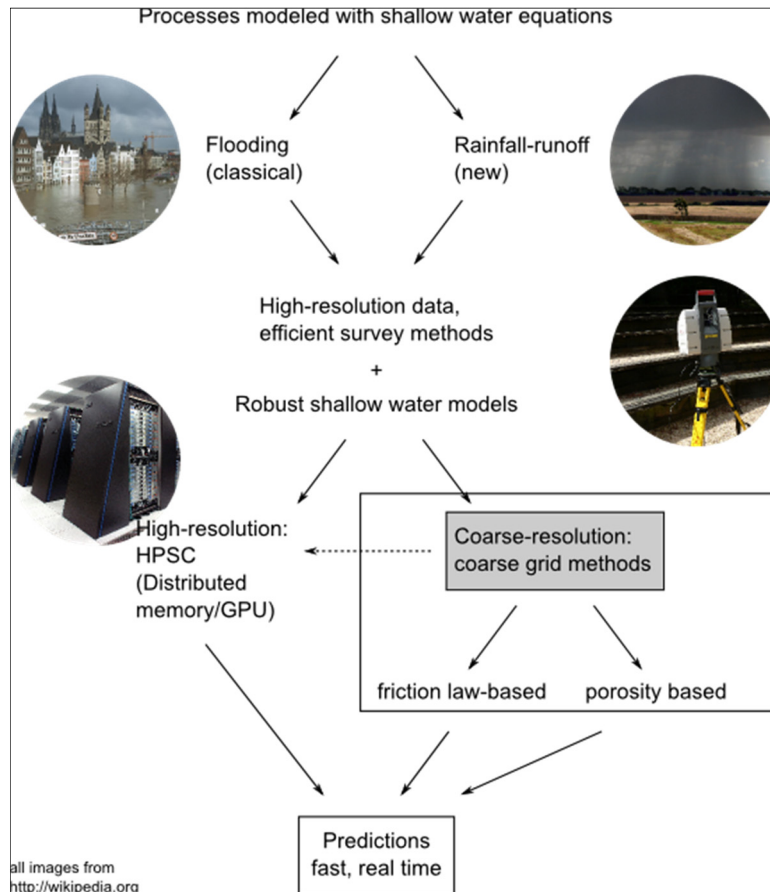 Processes modeled with shallow water equations
Flooding
(classical)
Rainfall-runoff
(new)
High-resolution data,
efficient survey methods
+
Robust shallow water models
High-resolution:
HPSC
(Distributed
memory/GPU)
Coarse-resolution:
coarse grid methods
friction law-based
porosity based
Predictions
fast, real time
all images from
http://wikipedia.org